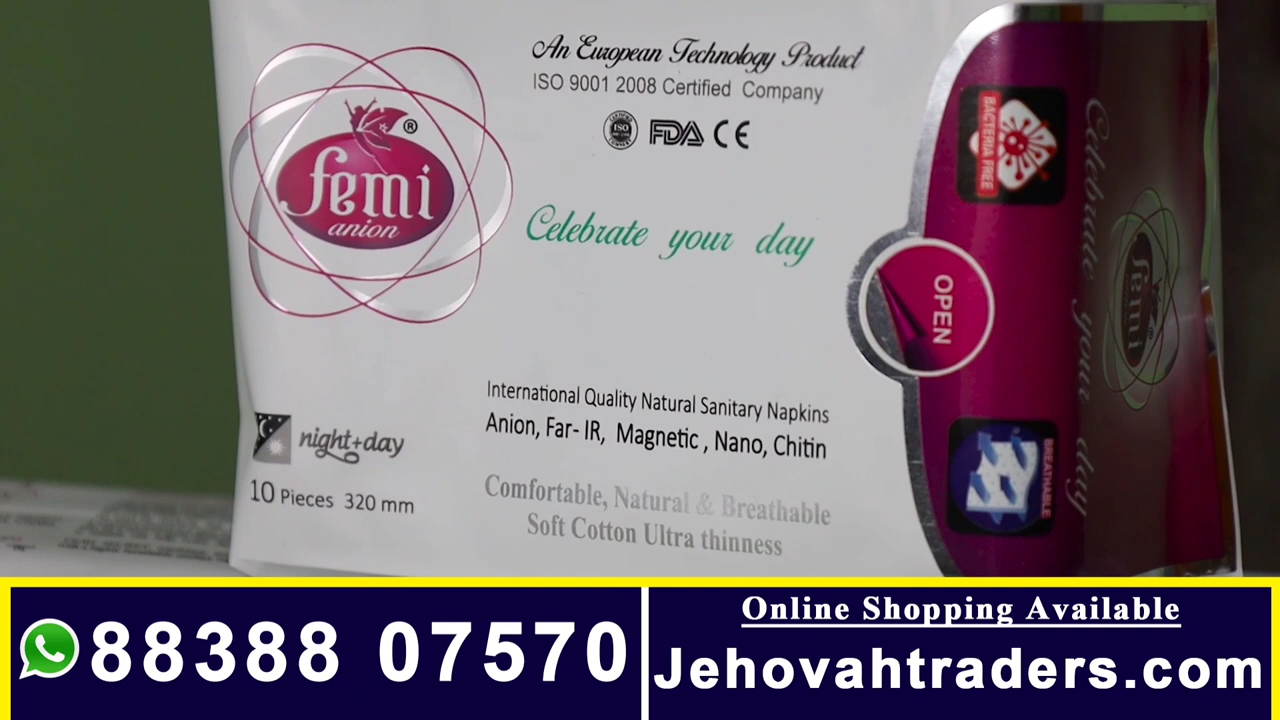 An European Technology Product
ISO 9001 2008 Certified Company
ISO
FDA CE
®
femi
anion
Celebrate your day
BACTERIA FREE
OPEN
Celebrate your day
femi
International Quality Natural Sanitary Napkins
Anion, Far- IR, Magnetic , Nano, Chitin
night+day
10 Pieces 320 mm
Comfortable, Natural & Breathable
Soft Cotton Ultra thinness
BREATHABLE
88388 07570
Online Shopping Available
Jehovahtraders.com